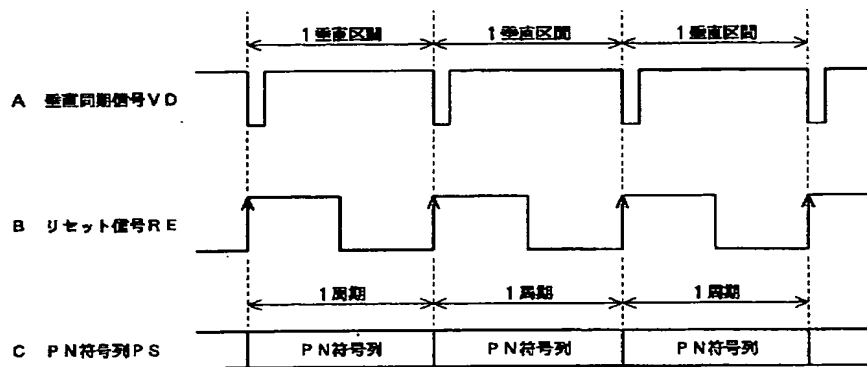 1垂直区間 1垂直区間 1垂直区間
A 垂直同期信号VD
B リセット信号RE
1周期 1周期 1周期
C PN符号列PS PN符号列 PN符号列 PN符号列